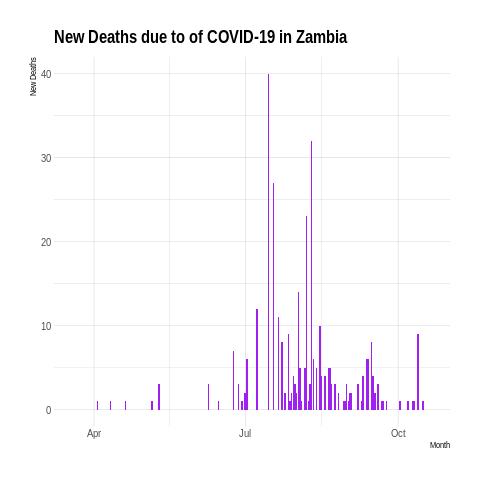 New Deaths due to of COVID-19 in Zambia
New Deaths
40
30
20
10
0
Apr
Jul
Oct
Month